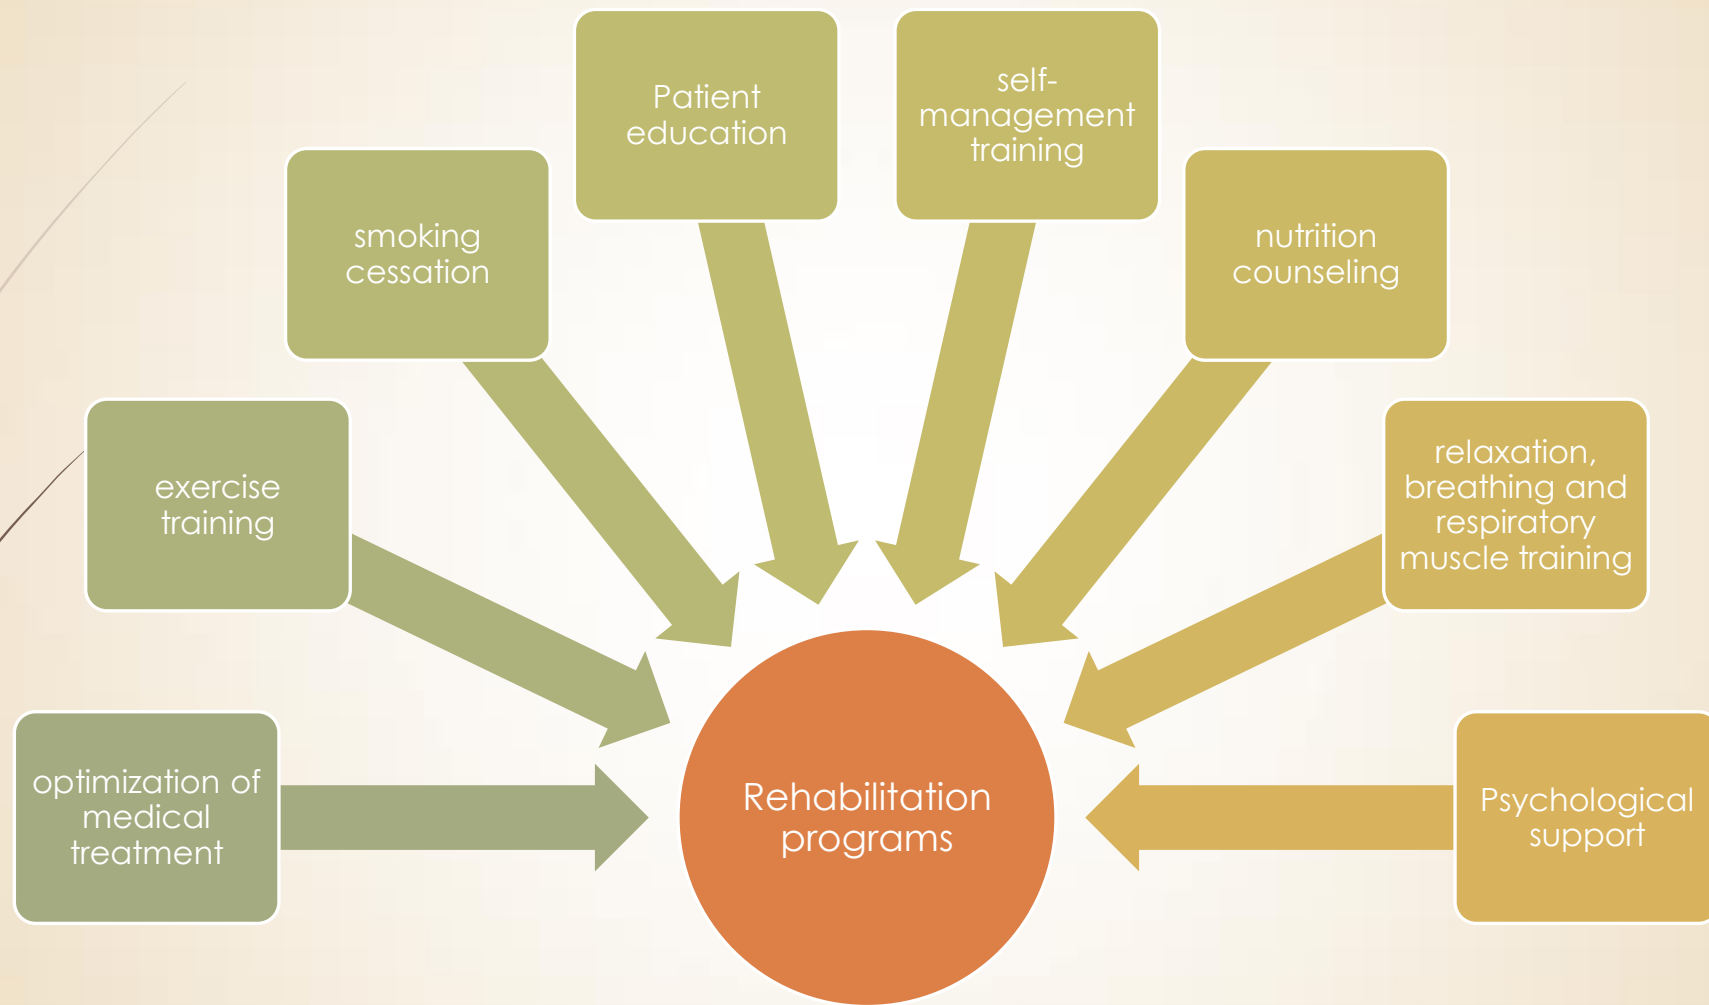 optimization of
medical
treatment
exercise
training
smoking
cessation
Patient
education
self-
management
training
nutrition
counseling
relaxation,
breathing and
respiratory
muscle training
Psychological
support
Rehabilitation
programs